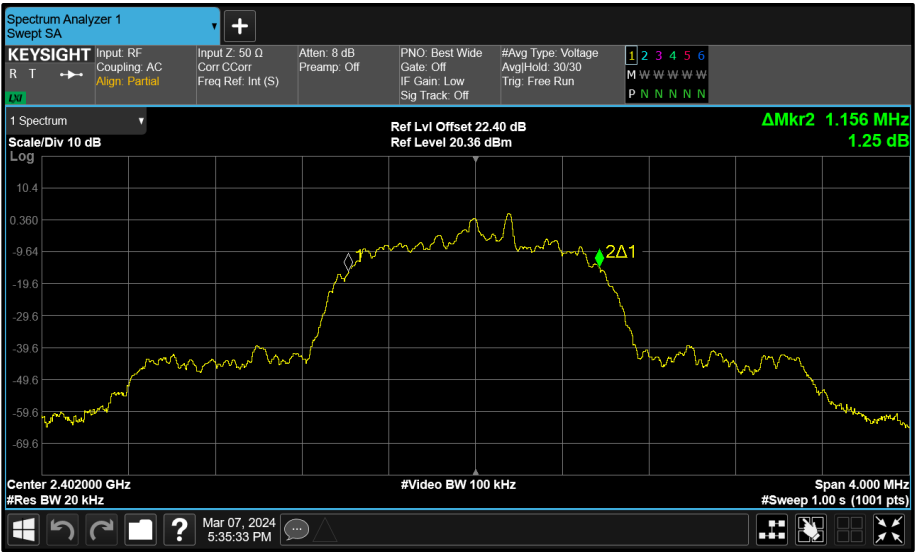 Spectrum Analyzer 1
Swept SA
+
KEYSIGHT
R T
LXI
Input: RF
Coupling: AC
Align: Partial
Input Z: 50 Ω
Corr CCorr
Freq Ref: Int (S)
Atten: 8 dB
Preamp: Off
PNO: Best Wide
Gate: Off
IF Gain: Low
Sig Track: Off
#Avg Type: Voltage
Avg|Hold: 30/30
Trig: Free Run
1 2 3 4 5 6
M W W W W W
P N N N N N
1 Spectrum
Scale/Div 10 dB
Ref Lvl Offset 22.40 dB
Ref Level 20.36 dBm
ΔMkr2 1.156 MHz
1.25 dB
Log
10.4
0.360
-9.64
-19.6
-29.6
-39.6
-49.6
-59.6
-69.6
1
2Δ1
Center 2.402000 GHz
#Res BW 20 kHz
#Video BW 100 kHz
Span 4.000 MHz
#Sweep 1.00 s (1001 pts)
?
Mar 07, 2024
5:35:33 PM